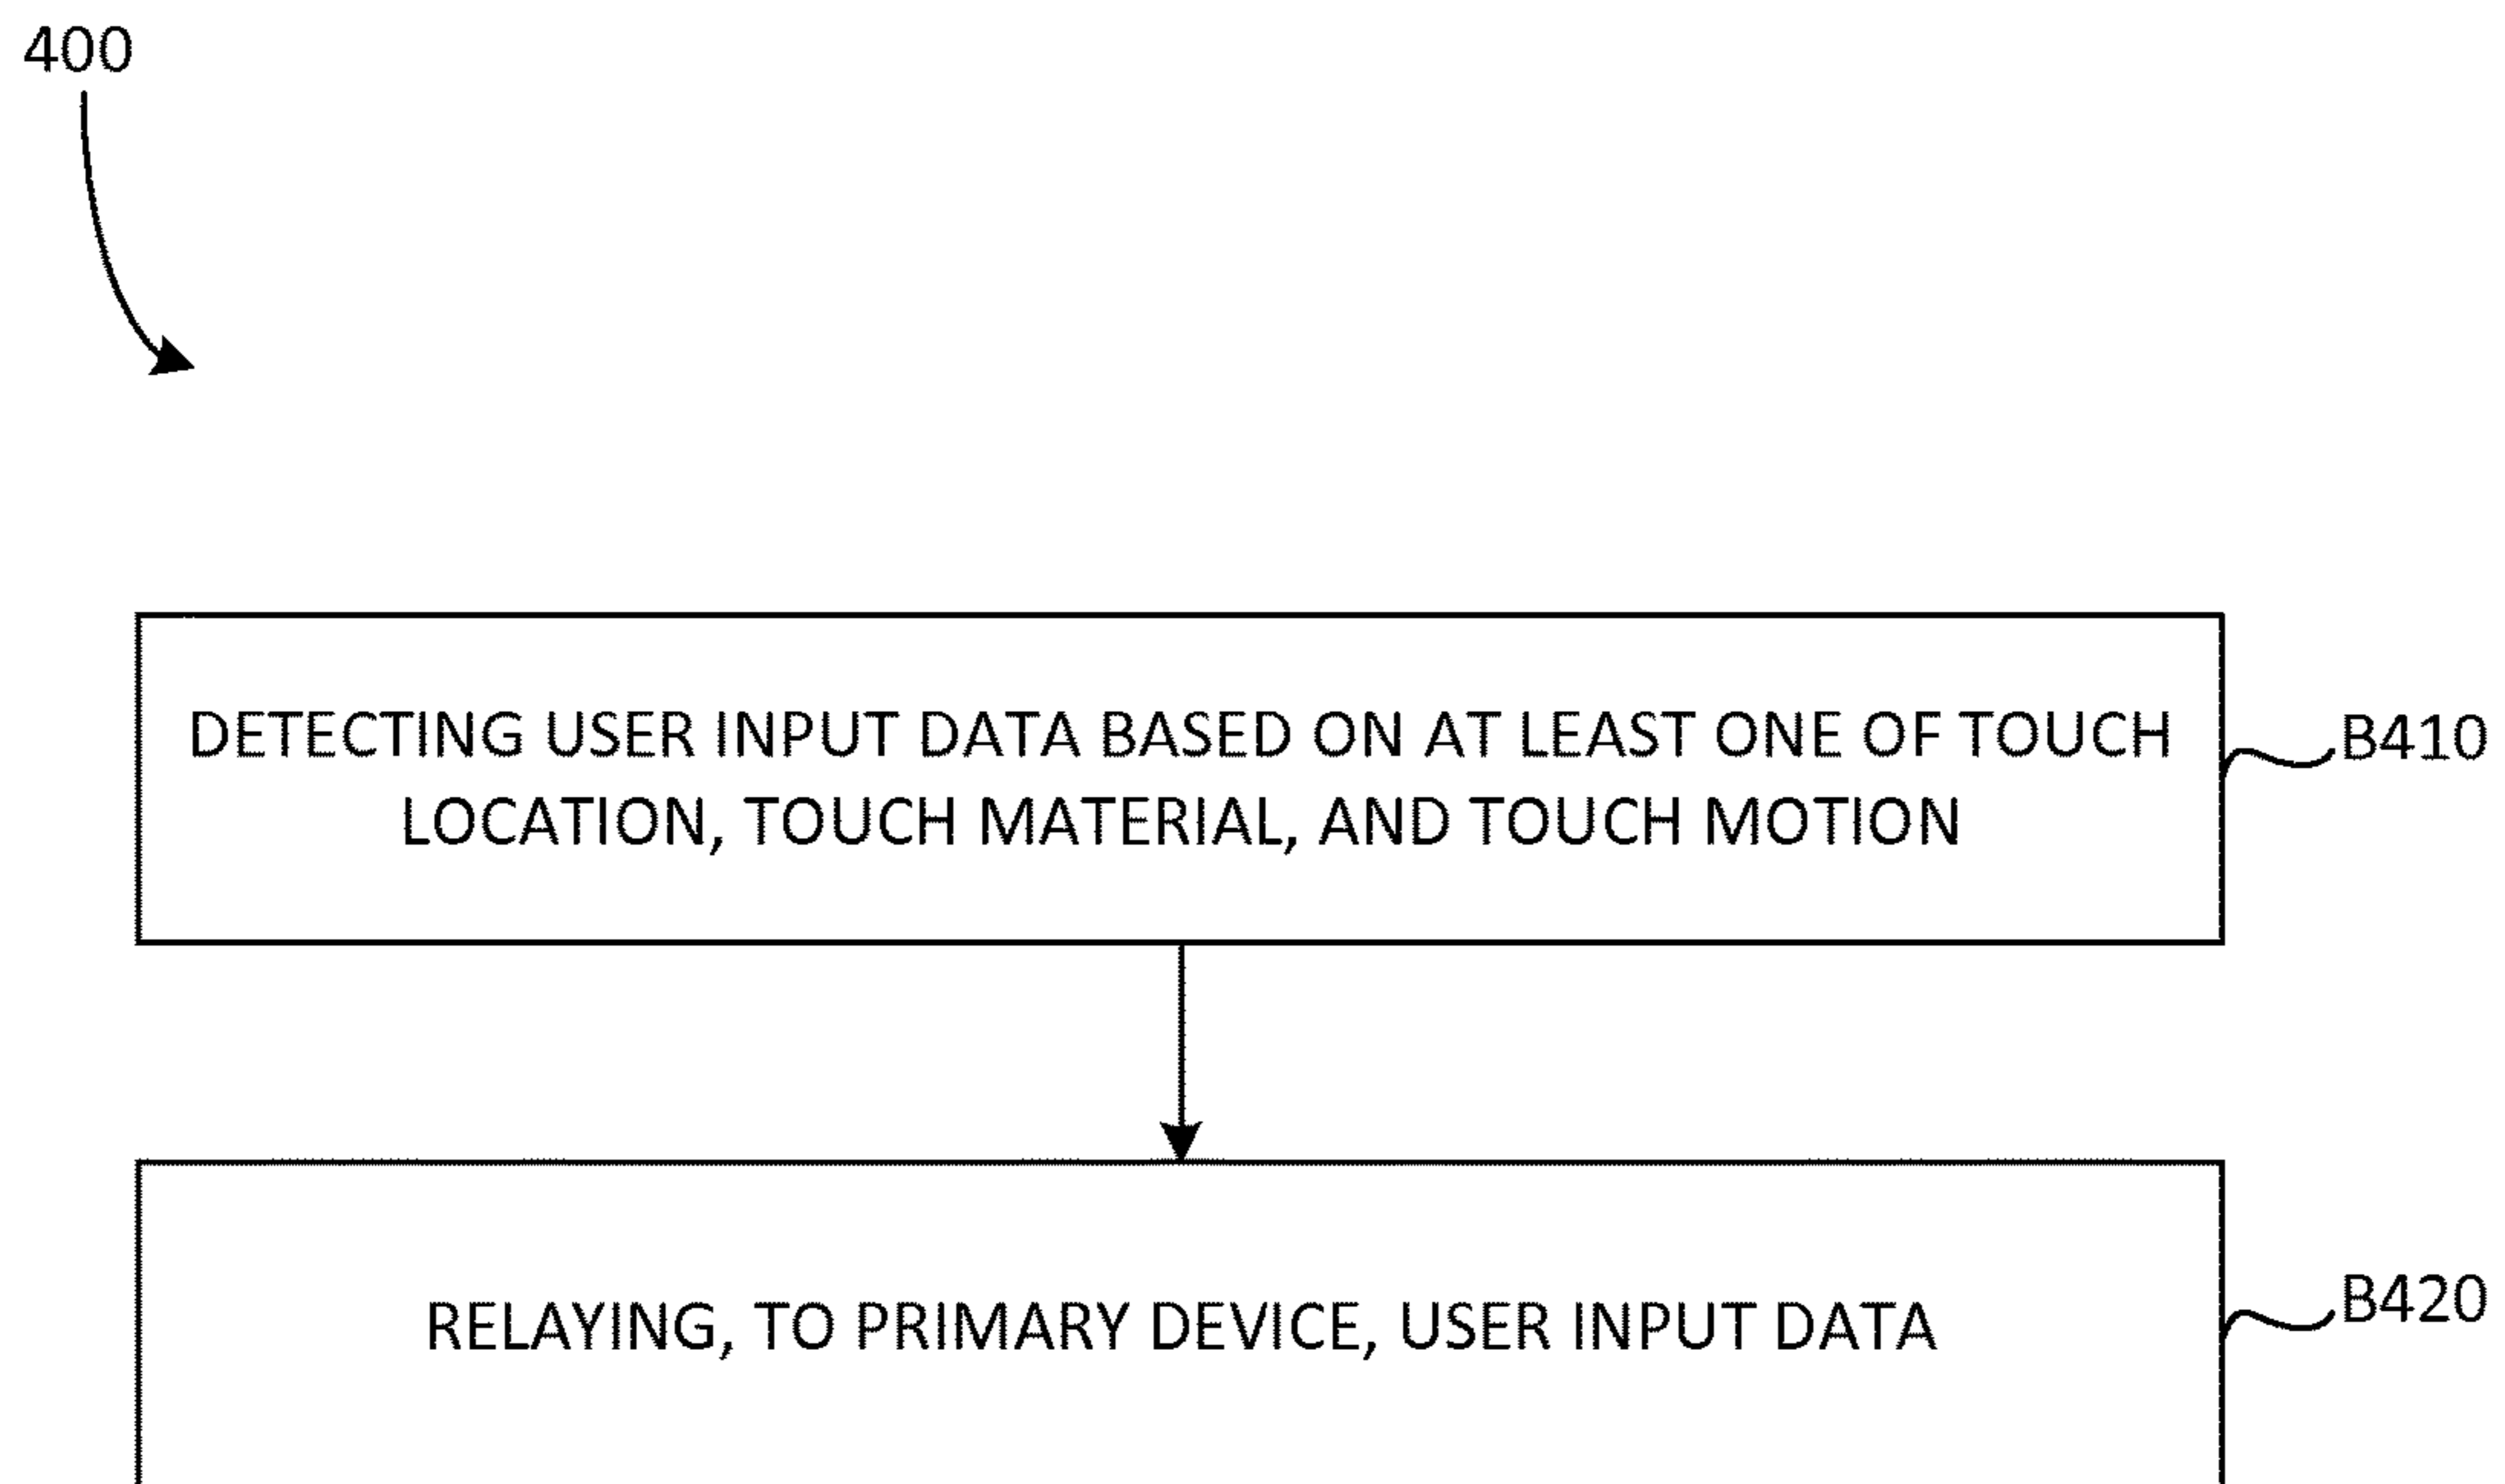 400
DETECTING USER INPUT DATA BASED ON AT LEAST ONE OF TOUCH
LOCATION, TOUCH MATERIAL, AND TOUCH MOTION
B410
RELAYING, TO PRIMARY DEVICE, USER INPUT DATA
B420